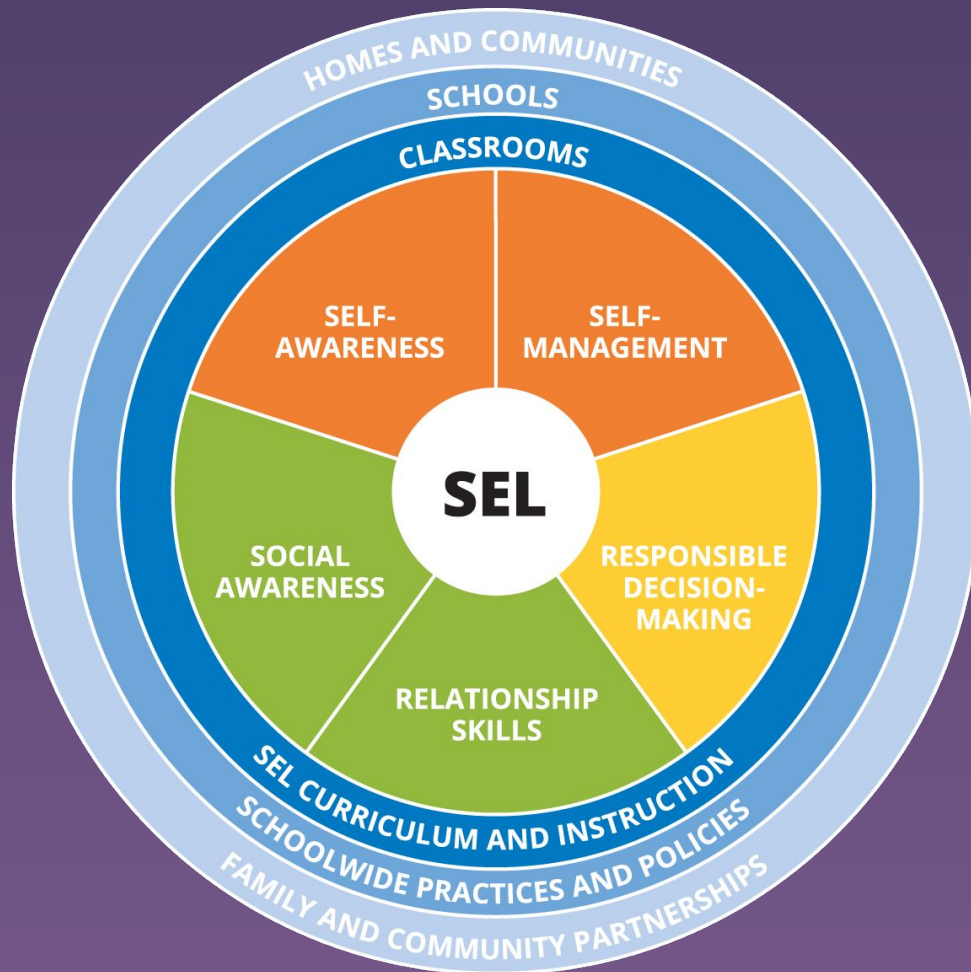 HOMES AND COMMUNITIES
SCHOOLS
CLASSROOMS
SELF-
AWARENESS
SELF-
MANAGEMENT
SEL
SOCIAL
AWARENESS
RESPONSIBLE
DECISION-
MAKING
RELATIONSHIP
SKILLS
SEL CURRICULUM AND INSTRUCTION
SCHOOLWIDE PRACTICES AND POLICIES
FAMILY AND COMMUNITY PARTNERSHIPS